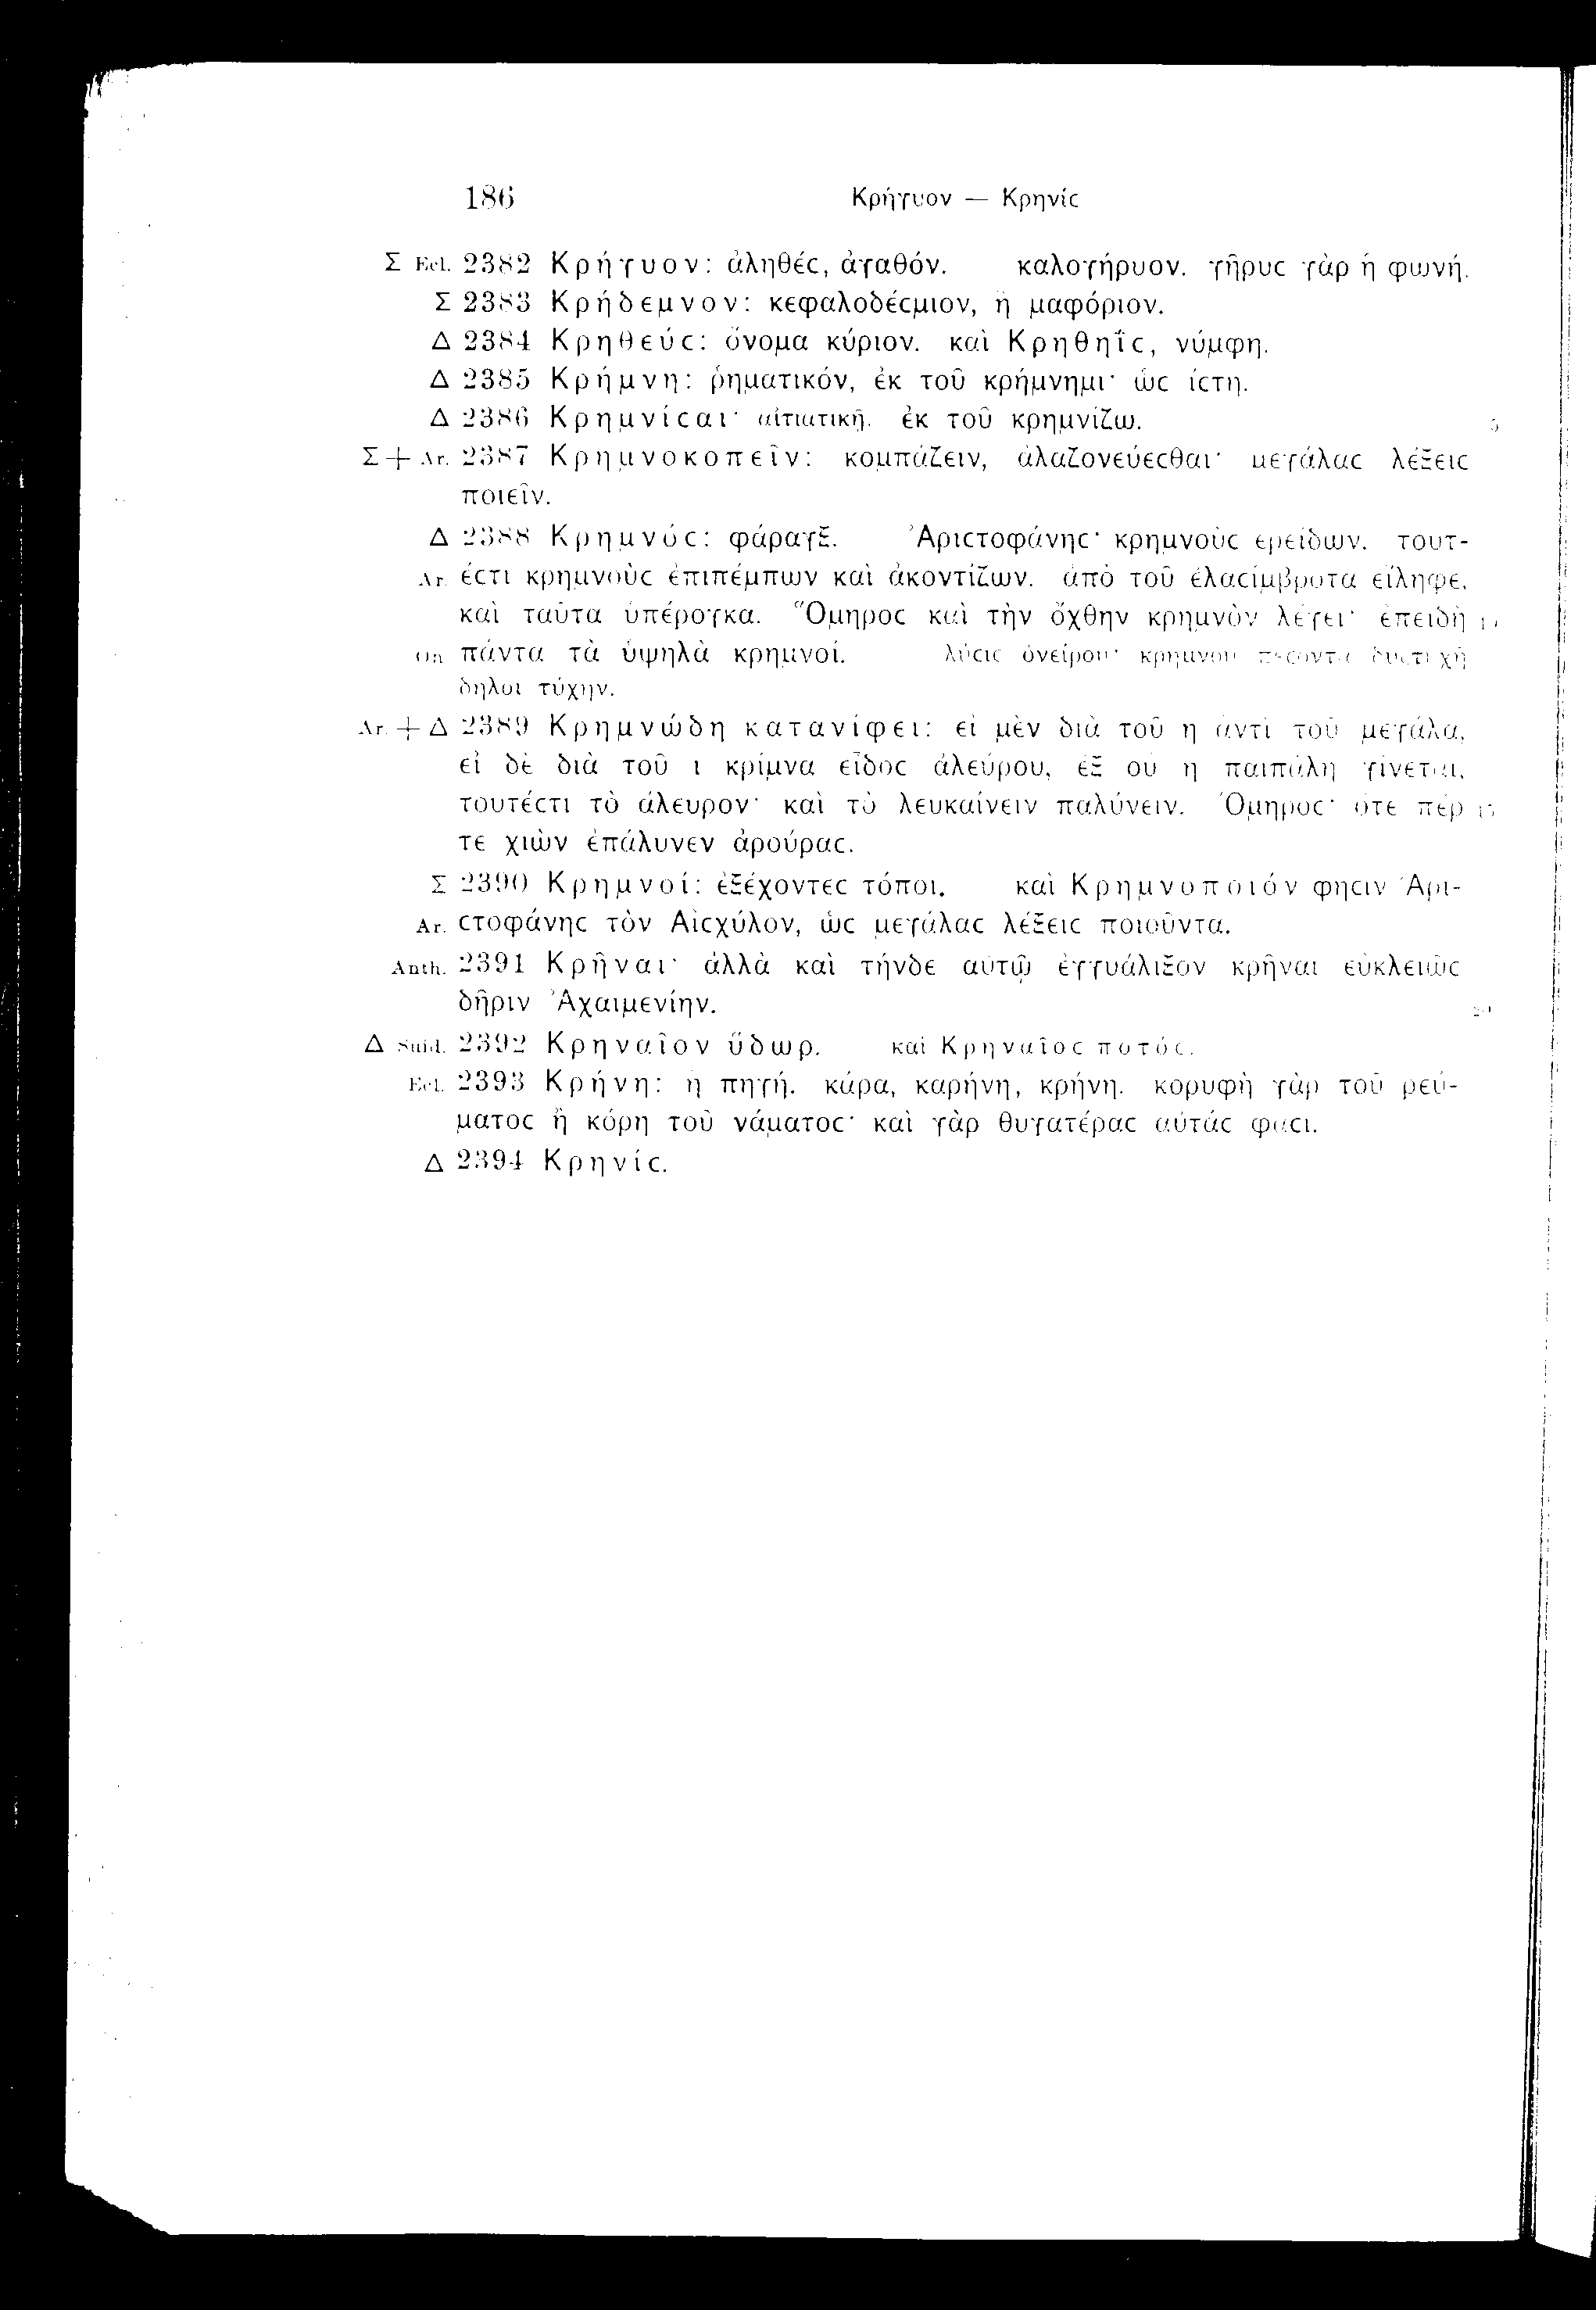 186 Κρήγυον — Κρηνίϲ
Σ Ecl. 2382 Κρήγυον: ἀληθέϲ, ἀγαθόν. καλογήρυον. γῆρυϲ γὰρ ἡ φωνή.
Σ 2383 Κρήδεμνον: κεφαλοδέϲμιον, ἢ μαφόριον.
Δ 2384 Κρηθεύϲ: ὄνομα κύριον. καὶ Κρηθηΐϲ, νύμφη.
Δ 2385 Κρήμνη: ῥηματικόν, ἐκ τοῦ κρήμνημι· ὡϲ ἵϲτη.
Δ 2386 Κρημνίϲαι· αἰτιατικῇ. ἐκ τοῦ κρημνίζω. 5
Σ + Ar. 2387 Κρημνοκοπεῖν: κομπάζειν, ἀλαζονεύεϲθαι· μεγάλαϲ λέξειϲ
ποιεῖν.
Δ 2388 Κρημνόϲ: φάραγξ. Ἀριϲτοφάνηϲ· κρημνοὺϲ ἐρείδων. τουτ-
Ar. έϲτι κρημνοὺϲ ἐπιπέμπων καὶ ἀκοντίζων. ἀπὸ τοῦ ἐλαϲίμβροτα εἴληφε.
καὶ ταῦτα ὑπέρογκα. Ὅμηροϲ καὶ τὴν ὄχθην κρημνὸν λέγει· ἐπειδὴ
On πάντα τὰ ὑψηλὰ κρημνοί. λύϲιϲ ὀνείρου· κρημνοῦ πεϲόντα δυϲτυχῆ
δηλοῖ τύχην.
Ar. + Δ 2389 Κρημνώδη κατανίφει: εἰ μὲν διὰ τοῦ η ἀντὶ τοῦ μεγάλα,
εἰ δὲ διὰ τοῦ ι κρίμνα εἶδοϲ ἀλεύρου, ἐξ οὗ ἡ παιπάλη γίνεται,
τουτέϲτι τὸ ἄλευρον· καὶ τὸ λευκαίνειν παλύνειν. Ὅμηροϲ· ὅτε πέρ 15
τε χιὼν ἐπάλυνεν ἀρούραϲ.
Σ 2390 Κρημνοί: ἐξέχοντεϲ τόποι. καὶ Κρημνοποιόν φηϲιν Ἀρι-
Ar. ϲτοφάνηϲ τὸν Αἰϲχύλον, ὡϲ μεγάλαϲ λέξειϲ ποιοῦντα.
Anth. 2391 Κρῆναι· ἀλλὰ καὶ τήνδε αὐτῷ ἐγγυάλιξον κρῆναι εὐκλειῶϲ
δῆριν Ἀχαιμενίην. 20
Δ Suid. 2392 Κρηναῖον ὕδωρ. καὶ Κρηναῖοϲ ποτόϲ.
Ecl. 2393 Κρήνη: ἡ πηγή. κάρα, καρήνη, κρήνη. κορυφὴ γὰρ τοῦ ῥεύ-
ματοϲ ἢ κόρη τοῦ νάματοϲ· καὶ γὰρ θυγατέραϲ αὐτάϲ φαϲι.
Δ 2394 Κρηνίϲ.